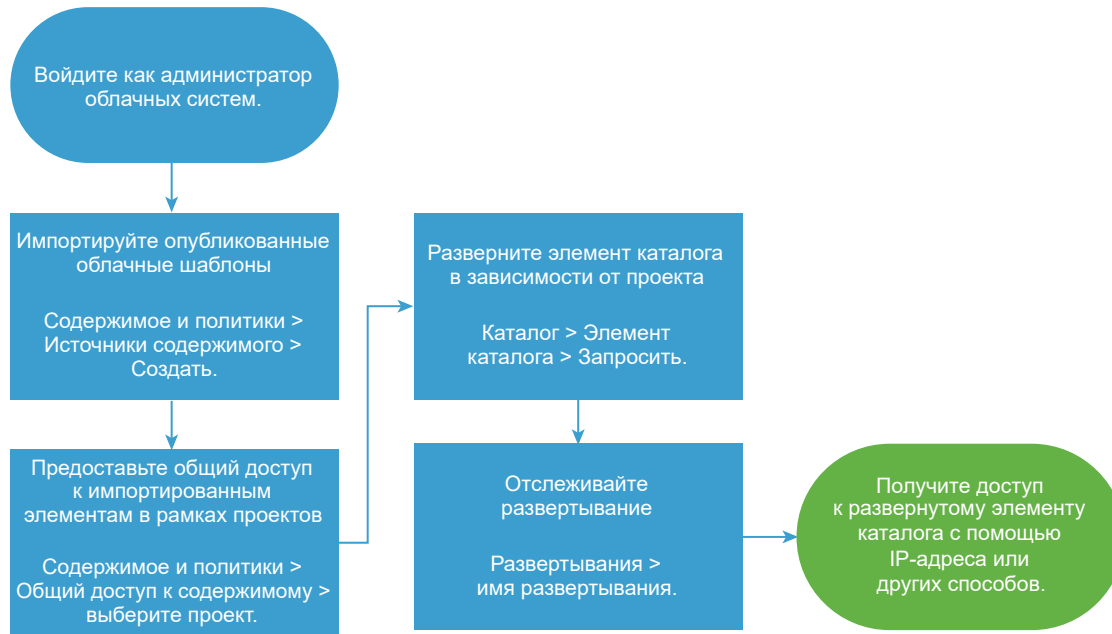 Войдите как администратор
облачных систем.
Импортируйте опубликованные
облачные шаблоны
Содержимое и политики >
Источники содержимого >
Создать.
Предоставьте общий доступ
к импортированным
элементам в рамках проектов
Содержимое и политики >
Общий доступ к содержимому >
выберите проект.
Разверните элемент каталога
в зависимости от проекта
Каталог > Элемент
каталога > Запросить.
Отслеживайте
развертывание
Развертывания >
имя развертывания.
Получите доступ
к развернутому элементу
каталога с помощью
IP-адреса или
других способов.